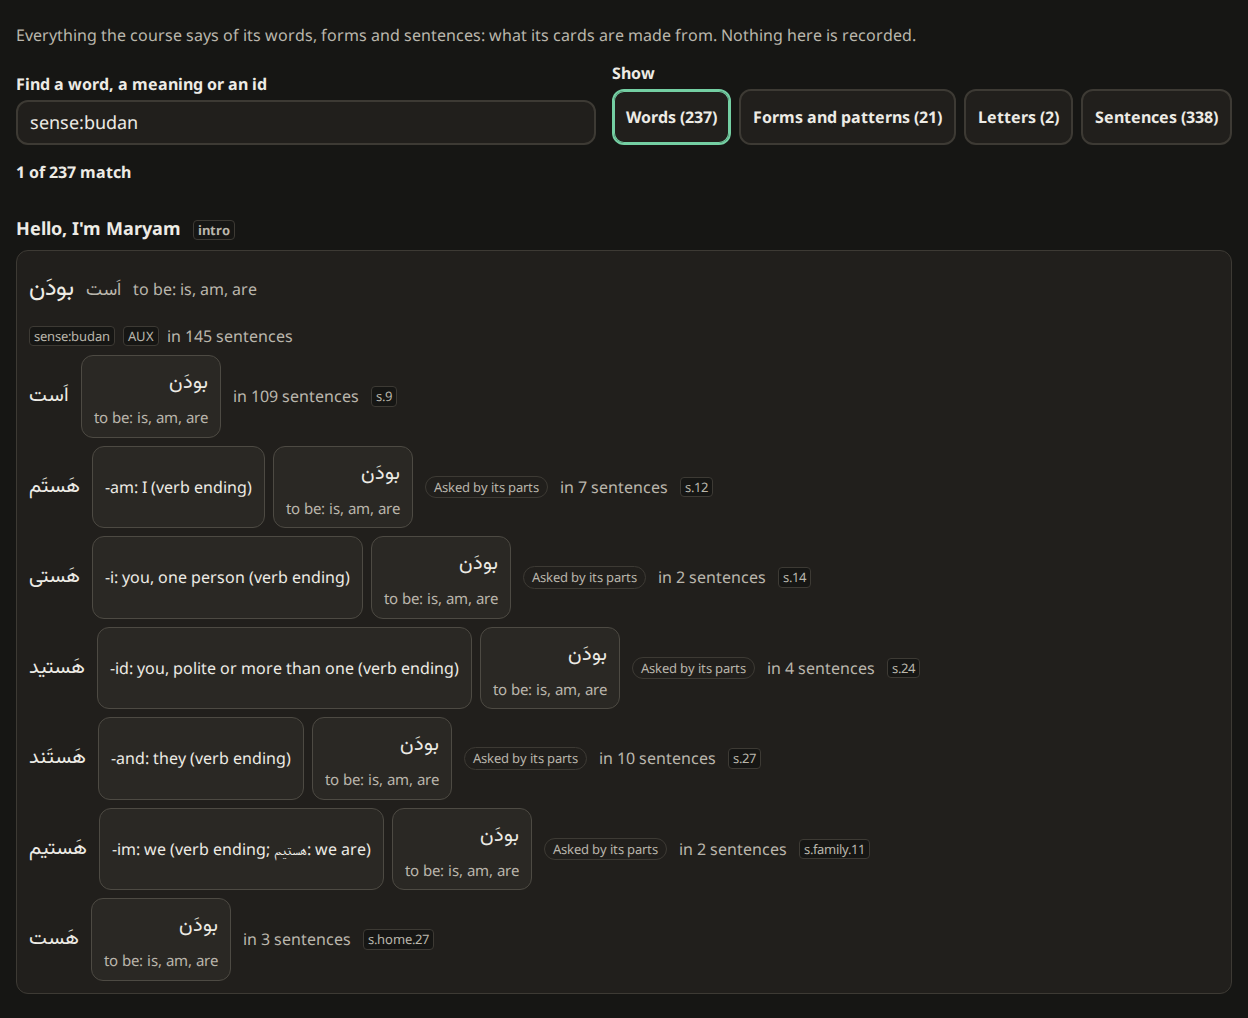 Everything the course says of its words, forms and sentences: what its cards are made from. Nothing here is recorded.
Find a word, a meaning or an id
sense:budan
Show
Words (237)
Forms and patterns (21)
Letters (2)
Sentences (338)
1 of 237 match
Hello, I'm Maryam intro
بودَن اَست to be: is, am, are
sense:budan AUX in 145 sentences
اَست
بودَن
to be: is, am, are
in 109 sentences s.9
هَستَم
-am: I (verb ending)
بودَن
to be: is, am, are
Asked by its parts in 7 sentences s.12
هَستی
-i: you, one person (verb ending)
بودَن
to be: is, am, are
Asked by its parts in 2 sentences s.14
هَستید
-id: you, polite or more than one (verb ending)
بودَن
to be: is, am, are
Asked by its parts in 4 sentences s.24
هَستَند
-and: they (verb ending)
بودَن
to be: is, am, are
Asked by its parts in 10 sentences s.27
هَستیم
-im: we (verb ending; هستیم: we are)
بودَن
to be: is, am, are
Asked by its parts in 2 sentences s.family.11
هَست
بودَن
to be: is, am, are
in 3 sentences s.home.27